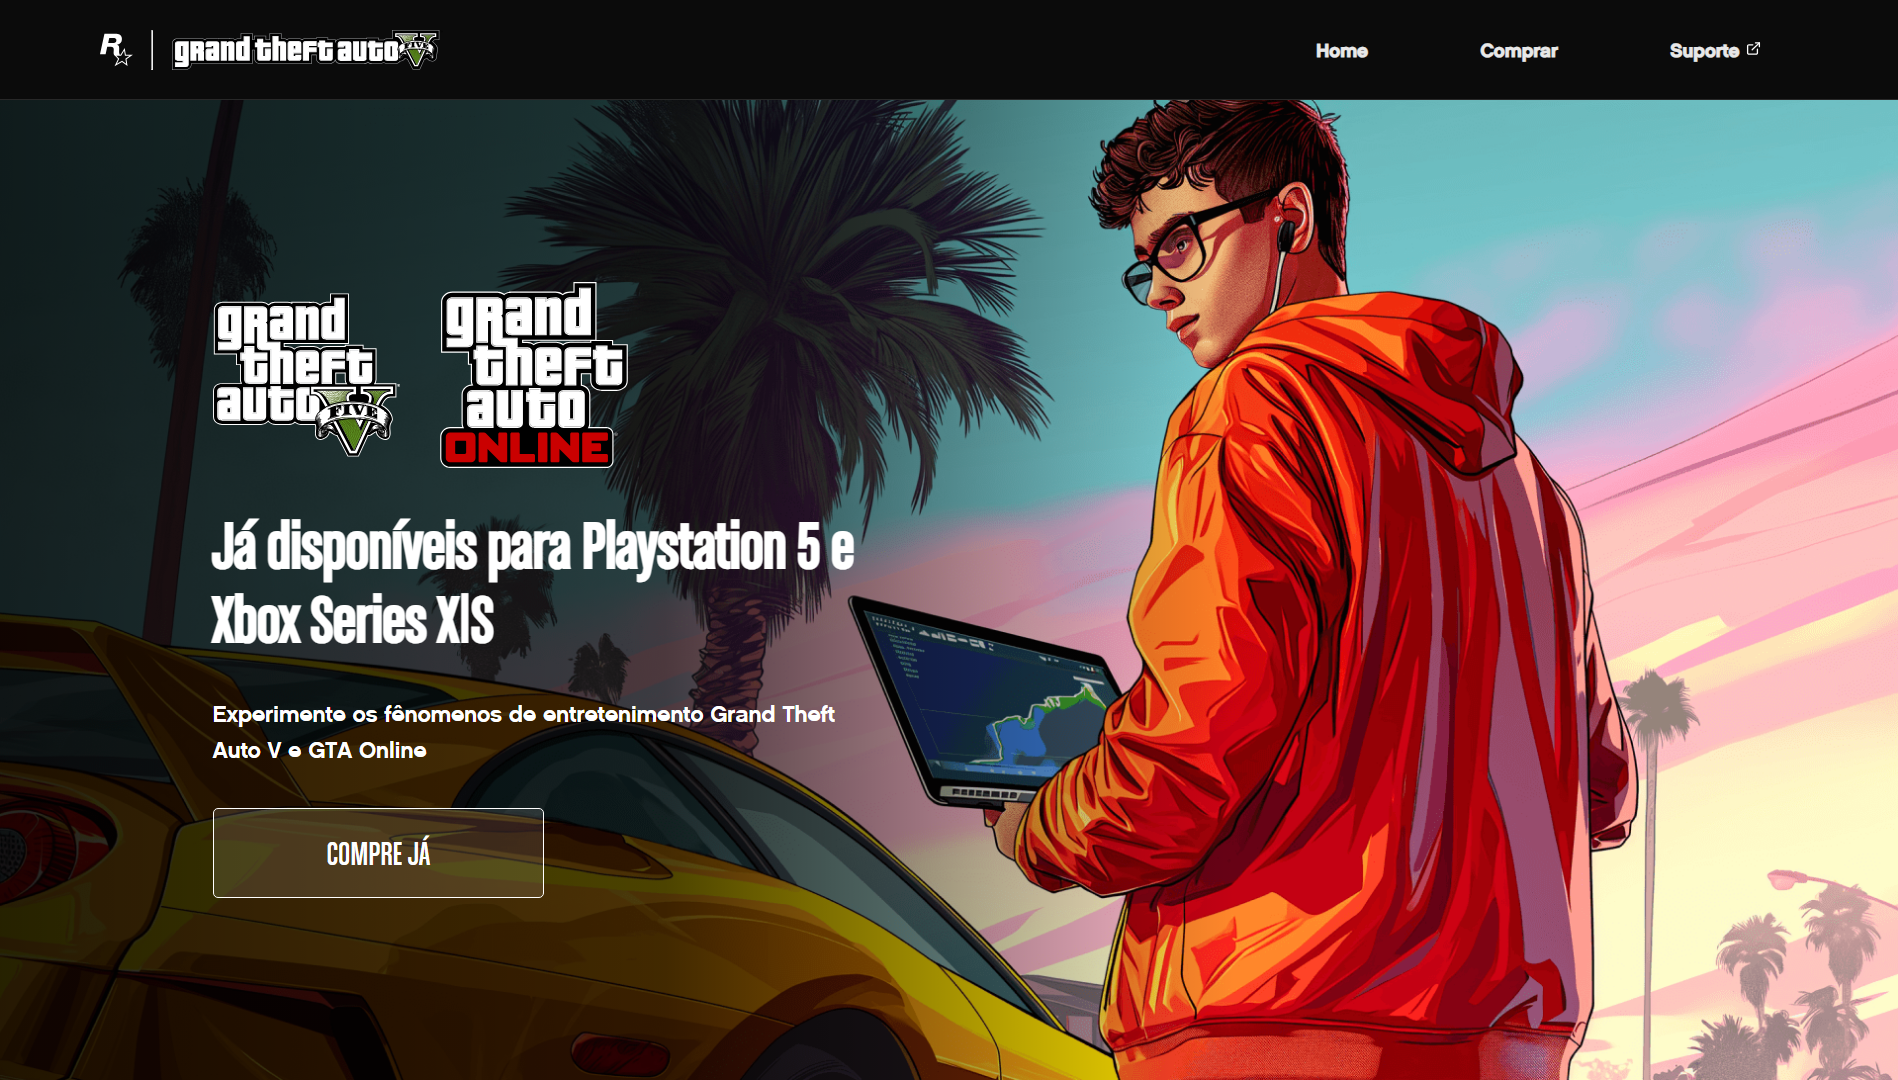 R
grand theft auto V
FIVE
Home
Comprar
Suporte
grand
theft
auto V
FIVE
grand
theft
auto
ONLINE
Já disponíveis para Playstation 5 e
Xbox Series X|S
Experimente os fênomenos de entretenimento Grand Theft
Auto V e GTA Online
COMPRE JÁ